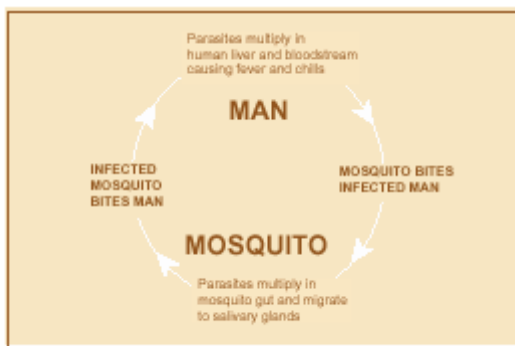 Parasites multiply in
human liver and bloodstream
causing fever and chills
MAN
INFECTED
MOSQUITO
BITES MAN
MOSQUITO BITES
INFECTED MAN
MOSQUITO
Parasites multiply in
mosquito gut and migrate
to salivary glands